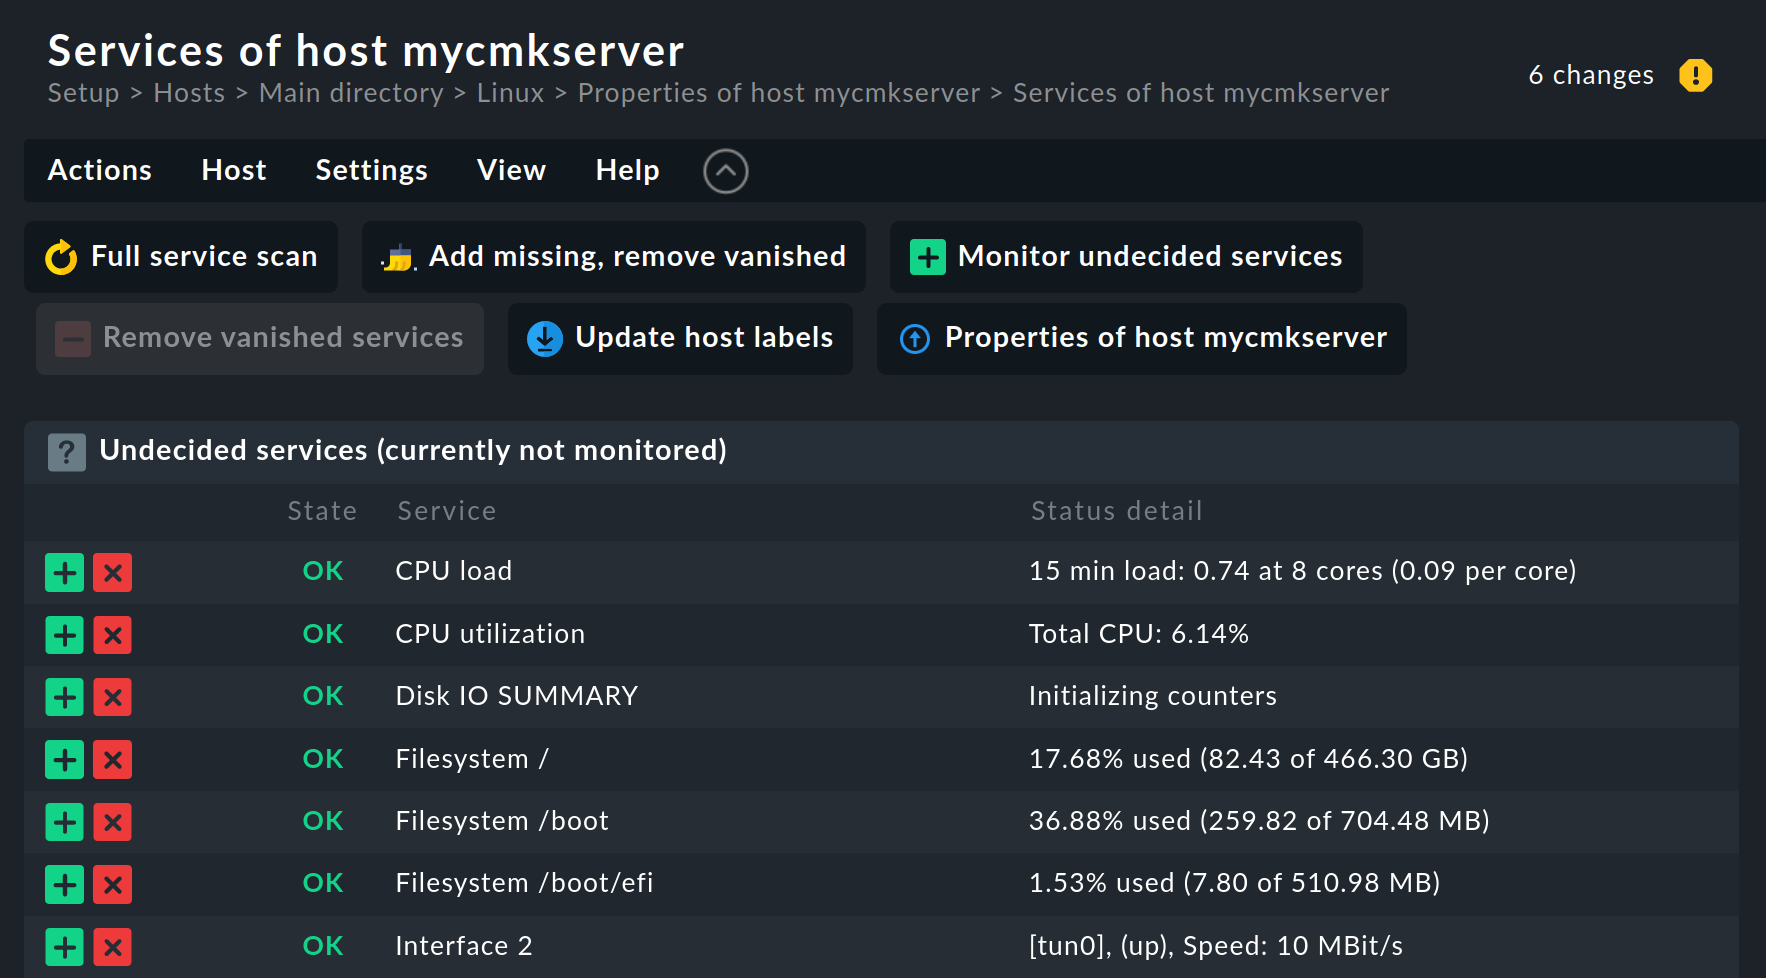 Services of host mycmkserver
Setup > Hosts > Main directory > Linux > Properties of host mycmkserver > Services of host mycmkserver
6 changes
Actions Host Settings View Help
Full service scan Add missing, remove vanished Monitor undecided services
Remove vanished services Update host labels Properties of host mycmkserver
Undecided services (currently not monitored)
State Service Status detail
OK CPU load 15 min load: 0.74 at 8 cores (0.09 per core)
OK CPU utilization Total CPU: 6.14%
OK Disk IO SUMMARY Initializing counters
OK Filesystem / 17.68% used (82.43 of 466.30 GB)
OK Filesystem /boot 36.88% used (259.82 of 704.48 MB)
OK Filesystem /boot/efi 1.53% used (7.80 of 510.98 MB)
OK Interface 2 [tun0], (up), Speed: 10 MBit/s